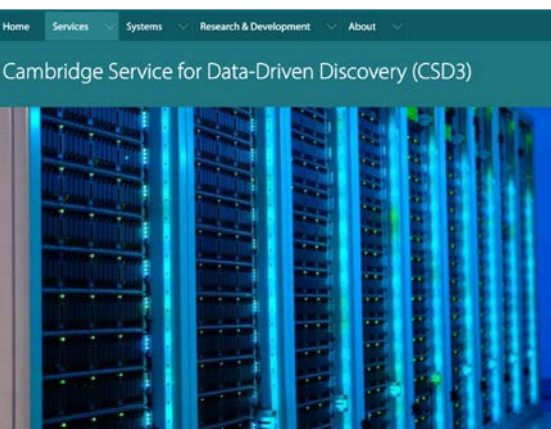 Home Services Systems Research & Development About
Cambridge Service for Data-Driven Discovery (CSD3)